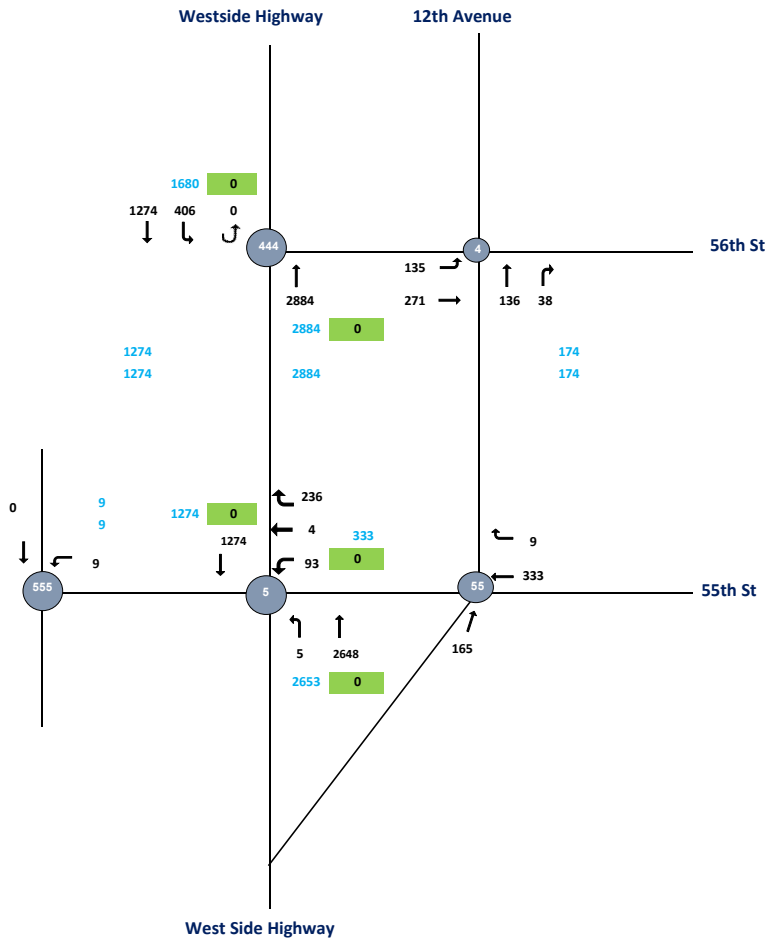 Westside Highway 12th Avenue
1680 0
1274 406 0
444 4 56th St
135
2884 271 136 38
2884 0
1274 174
1274 2884 174
236
0 9 1274 0 4
9 333
1274 93 0 9
9
555 5 55 333 55th St
5 2648 165
2653 0
West Side Highway